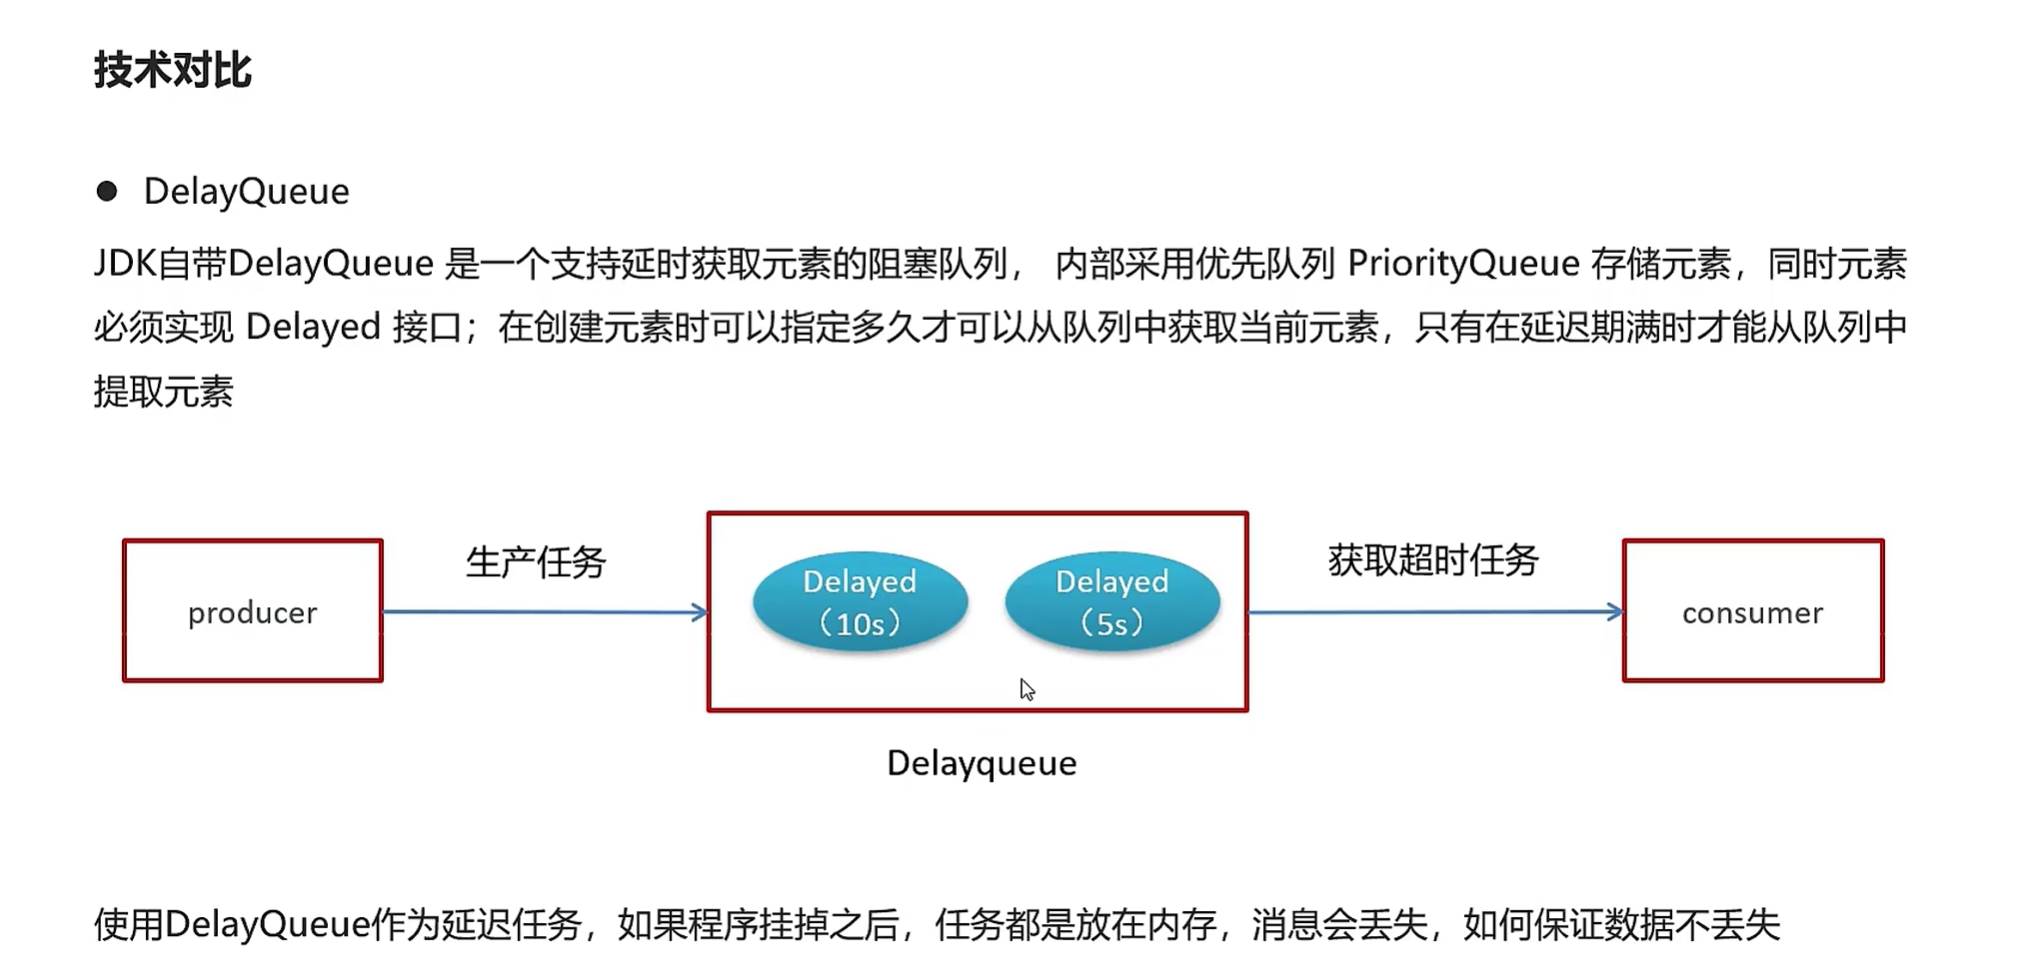 技术对比
● DelayQueue
JDK自带DelayQueue 是一个支持延时获取元素的阻塞队列， 内部采用优先队列 PriorityQueue 存储元素，同时元素
必须实现 Delayed 接口；在创建元素时可以指定多久才可以从队列中获取当前元素，只有在延迟期满时才能从队列中
提取元素
producer
生产任务
Delayed
（10s）
Delayed
（5s）
获取超时任务
consumer
Delayqueue
使用DelayQueue作为延迟任务，如果程序挂掉之后，任务都是放在内存，消息会丢失，如何保证数据不丢失